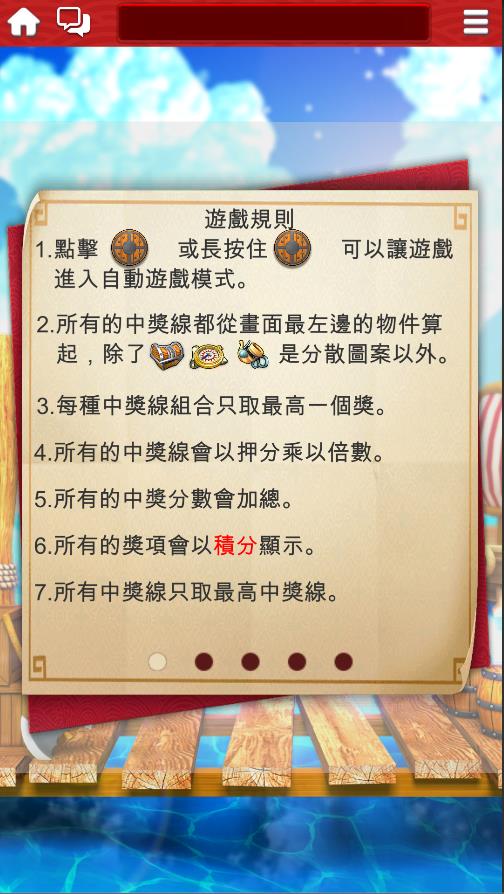 遊戲規則
1.點擊 或長按住 可以讓遊戲
進入自動遊戲模式。
2.所有的中獎線都從畫面最左邊的物件算
起，除了 是分散圖案以外。
3.每種中獎線組合只取最高一個獎。
4.所有的中獎線會以押分乘以倍數。
5.所有的中獎分數會加總。
6.所有的獎項會以積分顯示。
7.所有中獎線只取最高中獎線。